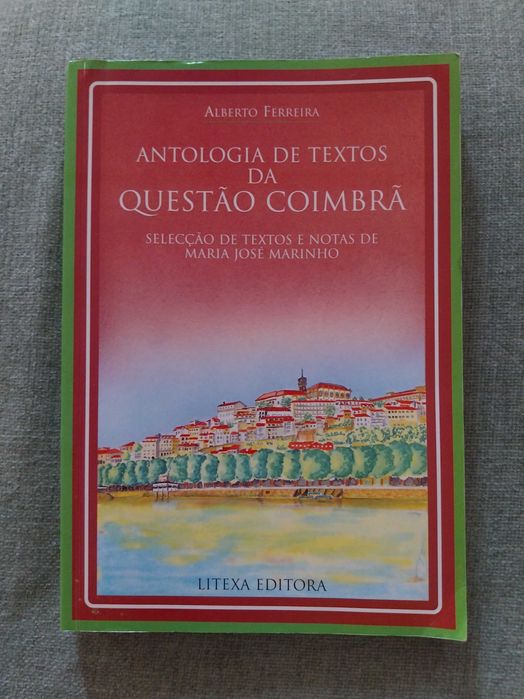 ALBERTO FERREIRA
ANTOLOGIA DE TEXTOS
DA
QUESTÃO COIMBRÃ
SELECÇÃO DE TEXTOS E NOTAS DE
MARIA JOSÉ MARINHO
LITEXA EDITORA